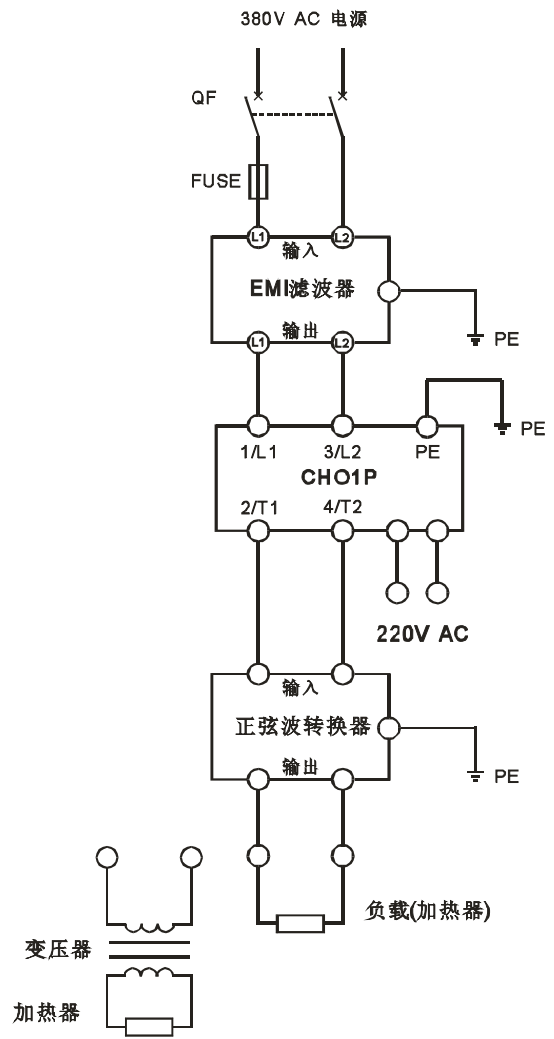 380V AC 电源
QF
FUSE
L1 L2
输入
EMI滤波器
输出
L1 L2
PE
PE
1/L1 3/L2 PE
CHO1P
2/T1 4/T2
220V AC
输入
正弦波转换器
输出
PE
负载(加热器)
变压器
加热器